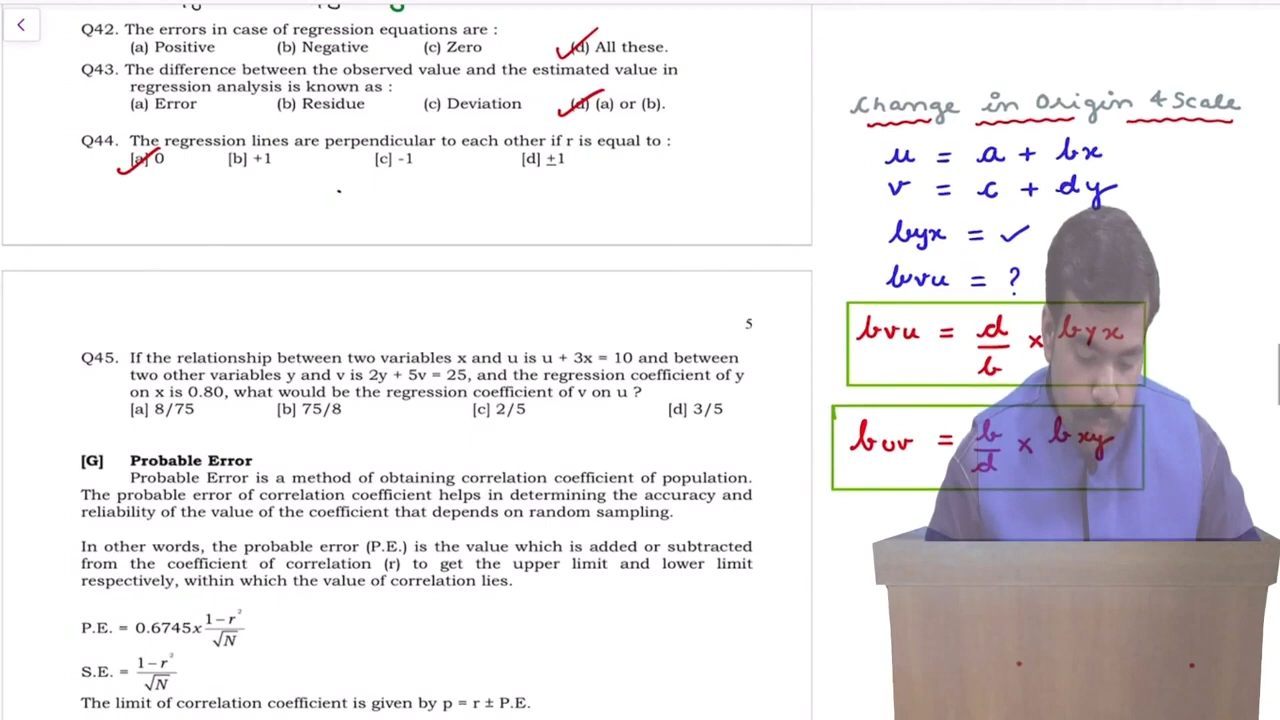 Q42. The errors in case of regression equations are :
(a) Positive (b) Negative (c) Zero (d) All these.
Q43. The difference between the observed value and the estimated value in
regression analysis is known as :
(a) Error (b) Residue (c) Deviation (d) (a) or (b).
Q44. The regression lines are perpendicular to each other if r is equal to :
[a] 0 [b] +1 [c] -1 [d] ±1
5
Q45. If the relationship between two variables x and u is u + 3x = 10 and between
two other variables y and v is 2y + 5v = 25, and the regression coefficient of y
on x is 0.80, what would be the regression coefficient of v on u ?
[a] 8/75 [b] 75/8 [c] 2/5 [d] 3/5
[G] Probable Error
Probable Error is a method of obtaining correlation coefficient of population.
The probable error of correlation coefficient helps in determining the accuracy and
reliability of the value of the coefficient that depends on random sampling.
In other words, the probable error (P.E.) is the value which is added or subtracted
from the coefficient of correlation (r) to get the upper limit and lower limit
respectively, within which the value of correlation lies.
P.E. = 0.6745x (1−r²)/√N
S.E. = (1−r²)/√N
The limit of correlation coefficient is given by p = r ± P.E.
Change in Origin & Scale
u = a + bx
v = c + dy
byx = ✓
bvu = ?
bvu = d/b × byx
buv = b/d × bxy